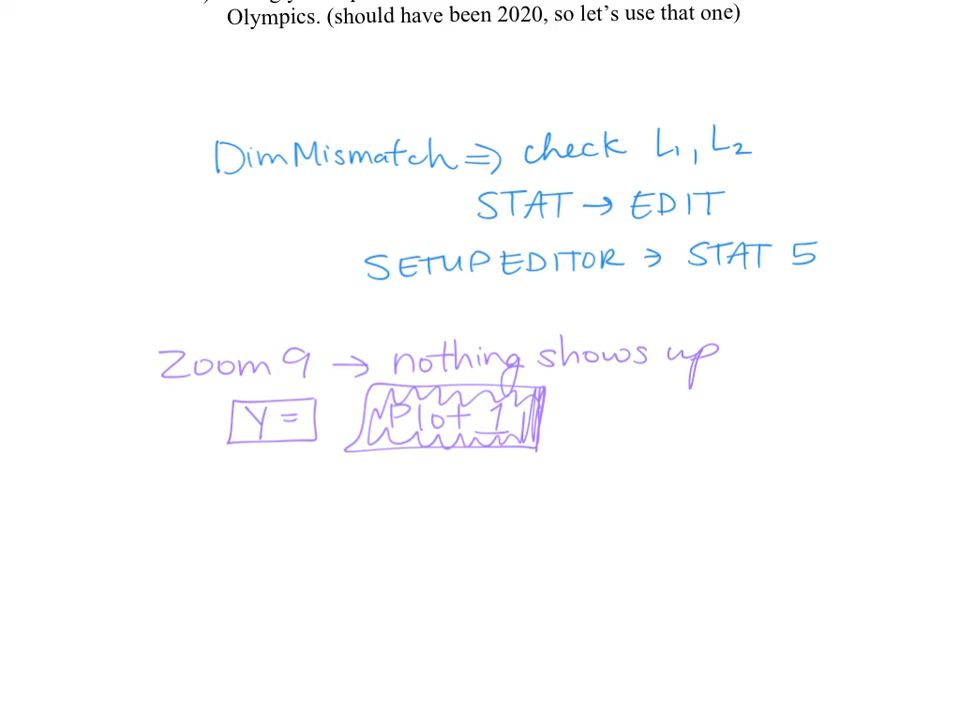 Olympics. (should have been 2020, so let's use that one)
DimMismatch ⇒ check L1, L2
STAT → EDIT
SETUPEDITOR → STAT 5
Zoom 9 → nothing shows up
Y = Plot 1